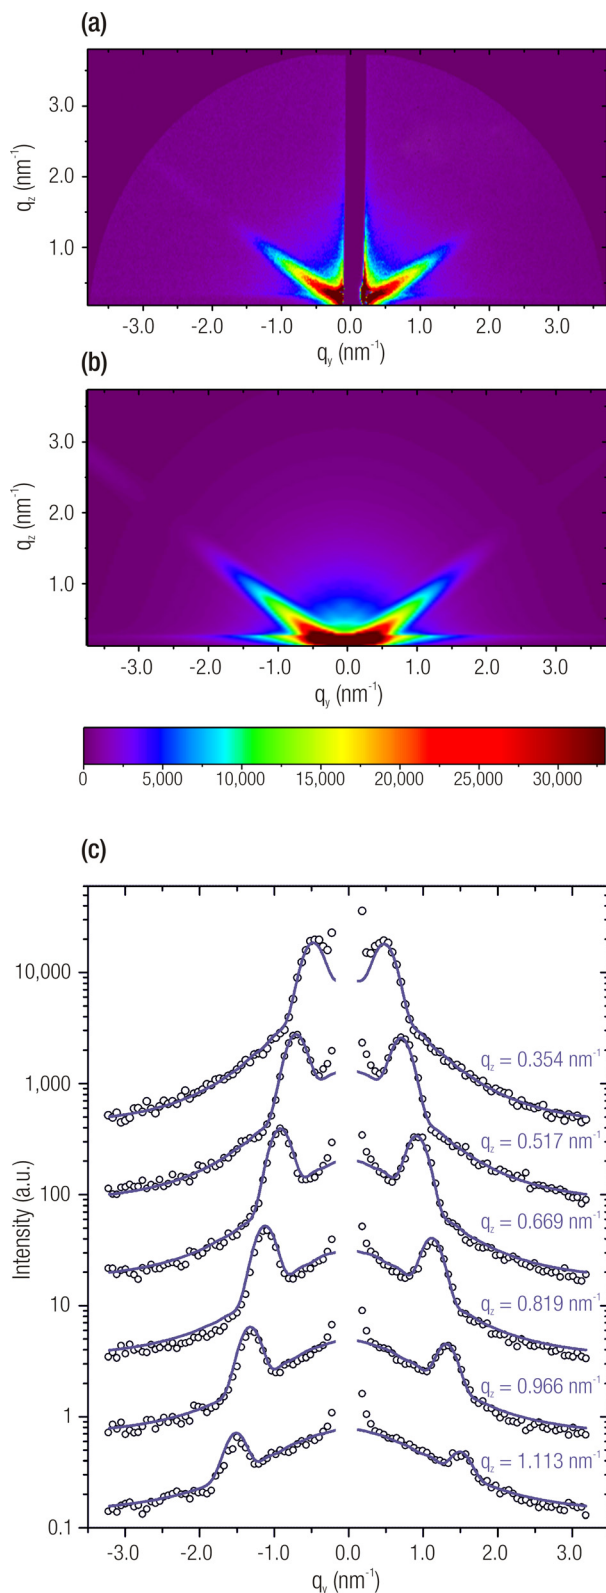 (a)
3.0
2.0
1.0
q_z (nm⁻¹)
-3.0 -2.0 -1.0 0.0 1.0 2.0 3.0
q_y (nm⁻¹)
(b)
3.0
2.0
1.0
q_z (nm⁻¹)
-3.0 -2.0 -1.0 0.0 1.0 2.0 3.0
q_y (nm⁻¹)
0 5,000 10,000 15,000 20,000 25,000 30,000
(c)
Intensity (a.u.)
10,000
q_z = 0.354 nm⁻¹
1,000
q_z = 0.517 nm⁻¹
100
q_z = 0.669 nm⁻¹
10
q_z = 0.819 nm⁻¹
q_z = 0.966 nm⁻¹
1
q_z = 1.113 nm⁻¹
0.1
-3.0 -2.0 -1.0 0.0 1.0 2.0 3.0
q_y (nm⁻¹)